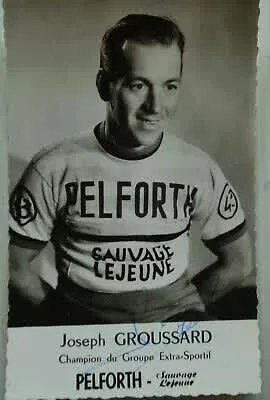 PELFORTH
SAUVAGE
LEJEUNE
Joseph GROUSSARD
Champion du Groupe Extra-Sportif
PELFORTH - Sauvage
Lejeune